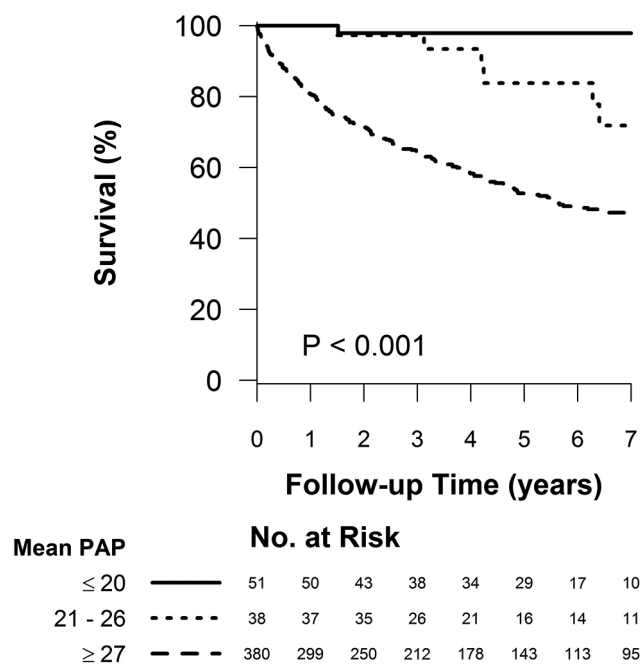 Survival (%)
100
80
60
40
20
0
P < 0.001
0 1 2 3 4 5 6 7
Follow-up Time (years)
No. at Risk
Mean PAP
≤ 20 51 50 43 38 34 29 17 10
21 - 26 38 37 35 26 21 16 14 11
≥ 27 380 299 250 212 178 143 113 95